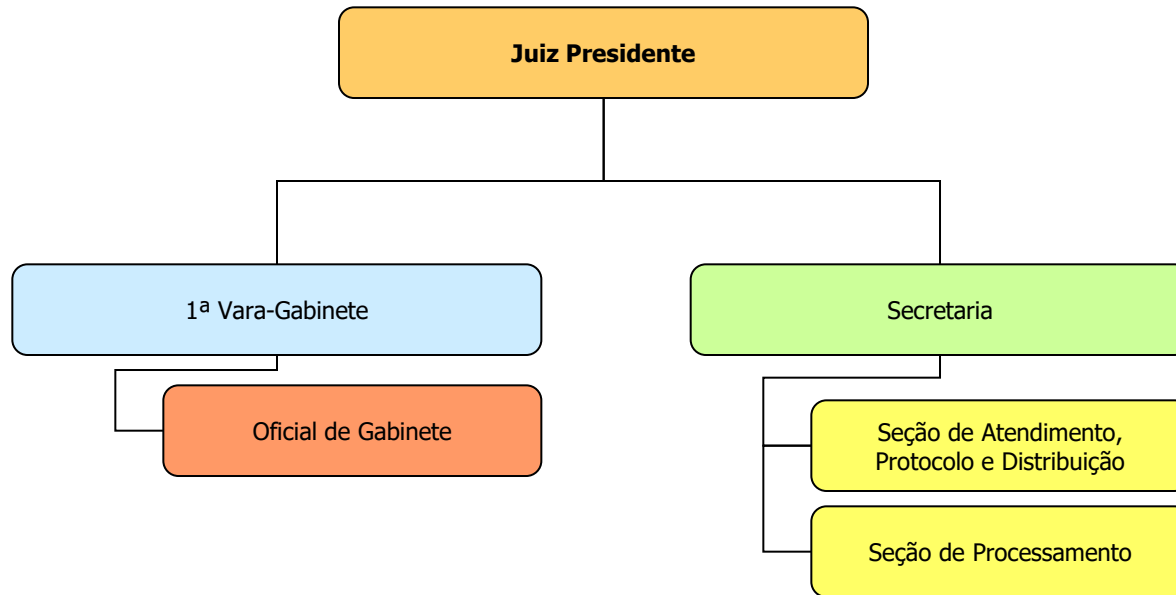 Juiz Presidente
1ª Vara-Gabinete
Secretaria
Oficial de Gabinete
Seção de Atendimento,
Protocolo e Distribuição
Seção de Processamento